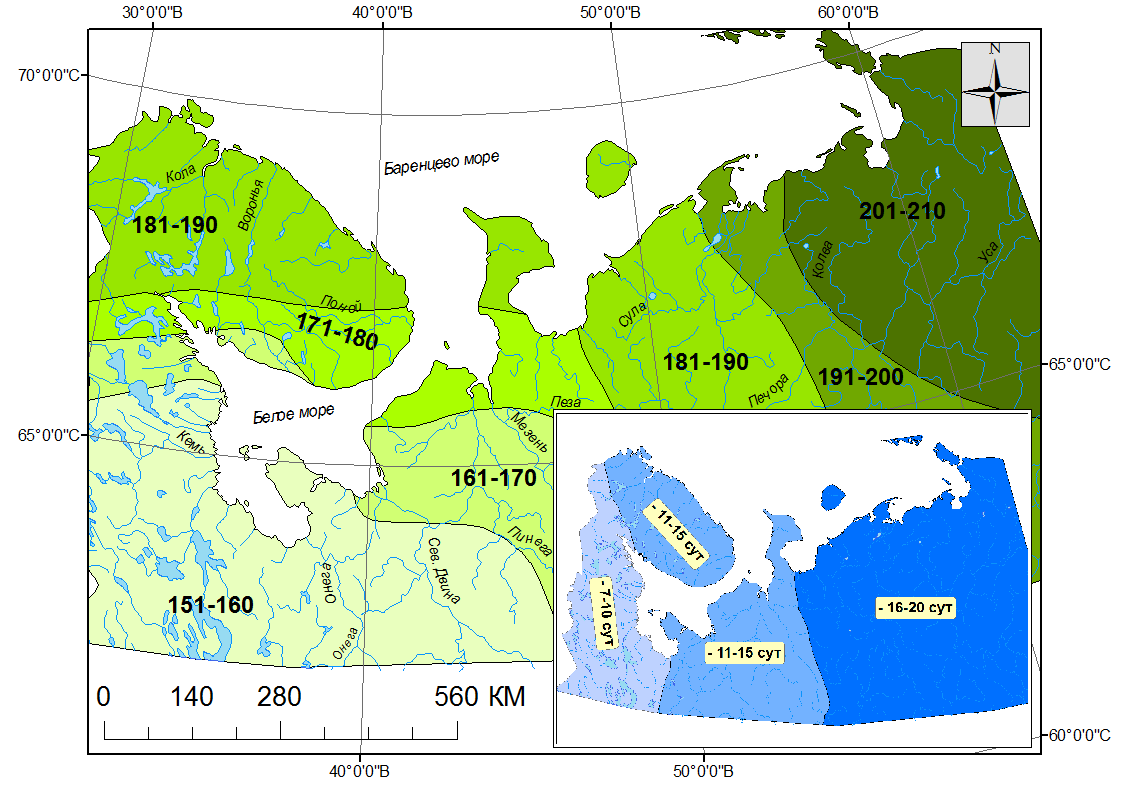 30°0'0"В
40°0'0"В
50°0'0"В
60°0'0"В
70°0'0"С
N
Баренцево море
Кола
Воронья
181-190
201-210
Колва
Уса
Поной
171-180
Сула
181-190
191-200
Печора
65°0'0"С
Белое море
Пеза
Мезень
65°0'0"С
Кемь
161-170
Пинега
Сев. Двина
Онега
151-160
Онега
- 11-15 сут
- 7-10 сут
- 16-20 сут
- 11-15 сут
0 140 280 560 КМ
60°0'0"С
40°0'0"В
50°0'0"В